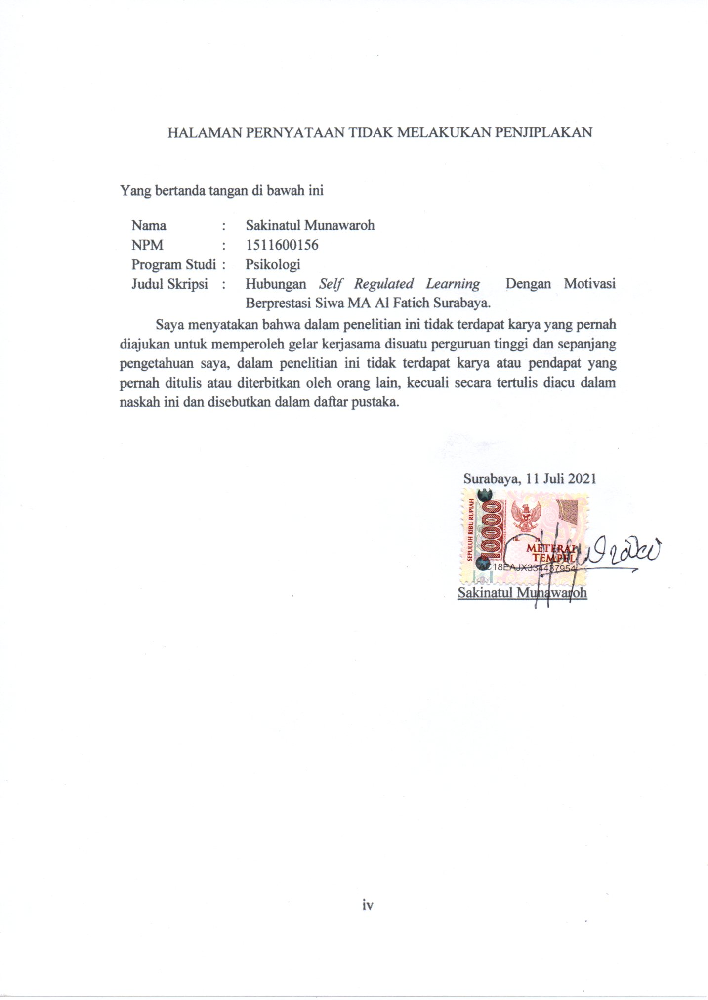 HALAMAN PERNYATAAN TIDAK MELAKUKAN PENJIPLAKAN
Yang bertanda tangan di bawah ini
Nama : Sakinatul Munawaroh
NPM : 1511600156
Program Studi : Psikologi
Judul Skripsi : Hubungan Self Regulated Learning Dengan Motivasi
Berprestasi Siwa MA Al Fatich Surabaya.
Saya menyatakan bahwa dalam penelitian ini tidak terdapat karya yang pernah
diajukan untuk memperoleh gelar kerjasama disuatu perguruan tinggi dan sepanjang
pengetahuan saya, dalam penelitian ini tidak terdapat karya atau pendapat yang
pernah ditulis atau diterbitkan oleh orang lain, kecuali secara tertulis diacu dalam
naskah ini dan disebutkan dalam daftar pustaka.
Surabaya, 11 Juli 2021
SEPULUH RIBU RUPIAH
10000
TGL. 20
METERAI
TEMPEL
AC18EAJX334437954
Sakinatul Munawaroh
iv